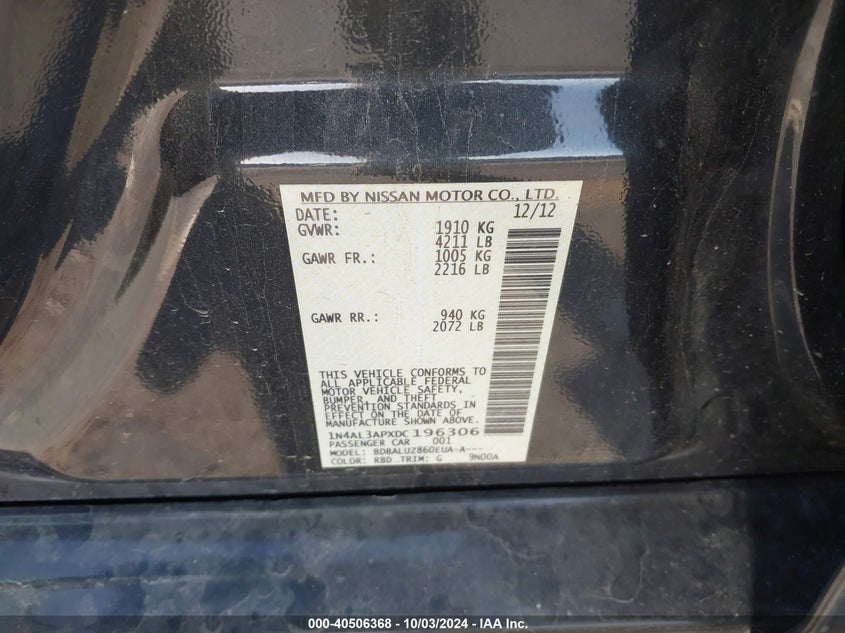 MFD BY NISSAN MOTOR CO., LTD.
DATE: 12/12
GVWR: 1910 KG
4211 LB
GAWR FR.: 1005 KG
2216 LB
GAWR RR.: 940 KG
2072 LB
THIS VEHICLE CONFORMS TO
ALL APPLICABLE FEDERAL
MOTOR VEHICLE SAFETY,
BUMPER, AND THEFT
PREVENTION STANDARDS IN
EFFECT ON THE DATE OF
MANUFACTURE SHOWN ABOVE.
1N4AL3APXDC 196306
PASSENGER CAR 001
MODEL: BDBALUZ860EUA-A---
COLOR: RBD TRIM: G 9N00A
000-40506368 - 10/03/2024 - IAA Inc.